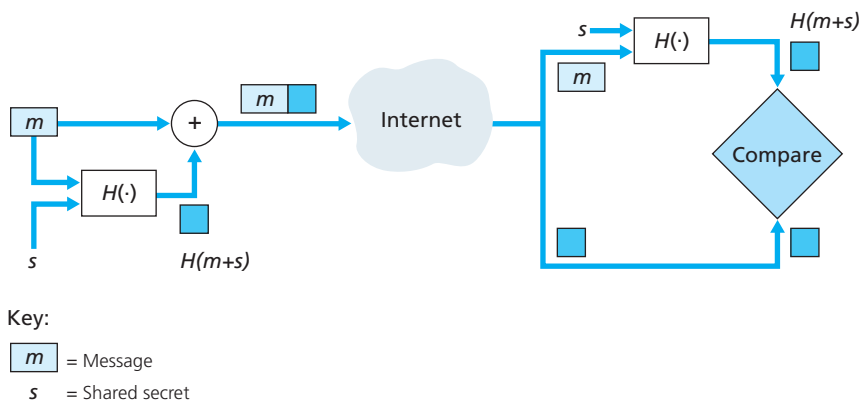 m
+
H(·)
s
H(m+s)
m
Internet
s
H(·)
m
H(m+s)
Compare
Key:
m = Message
s = Shared secret